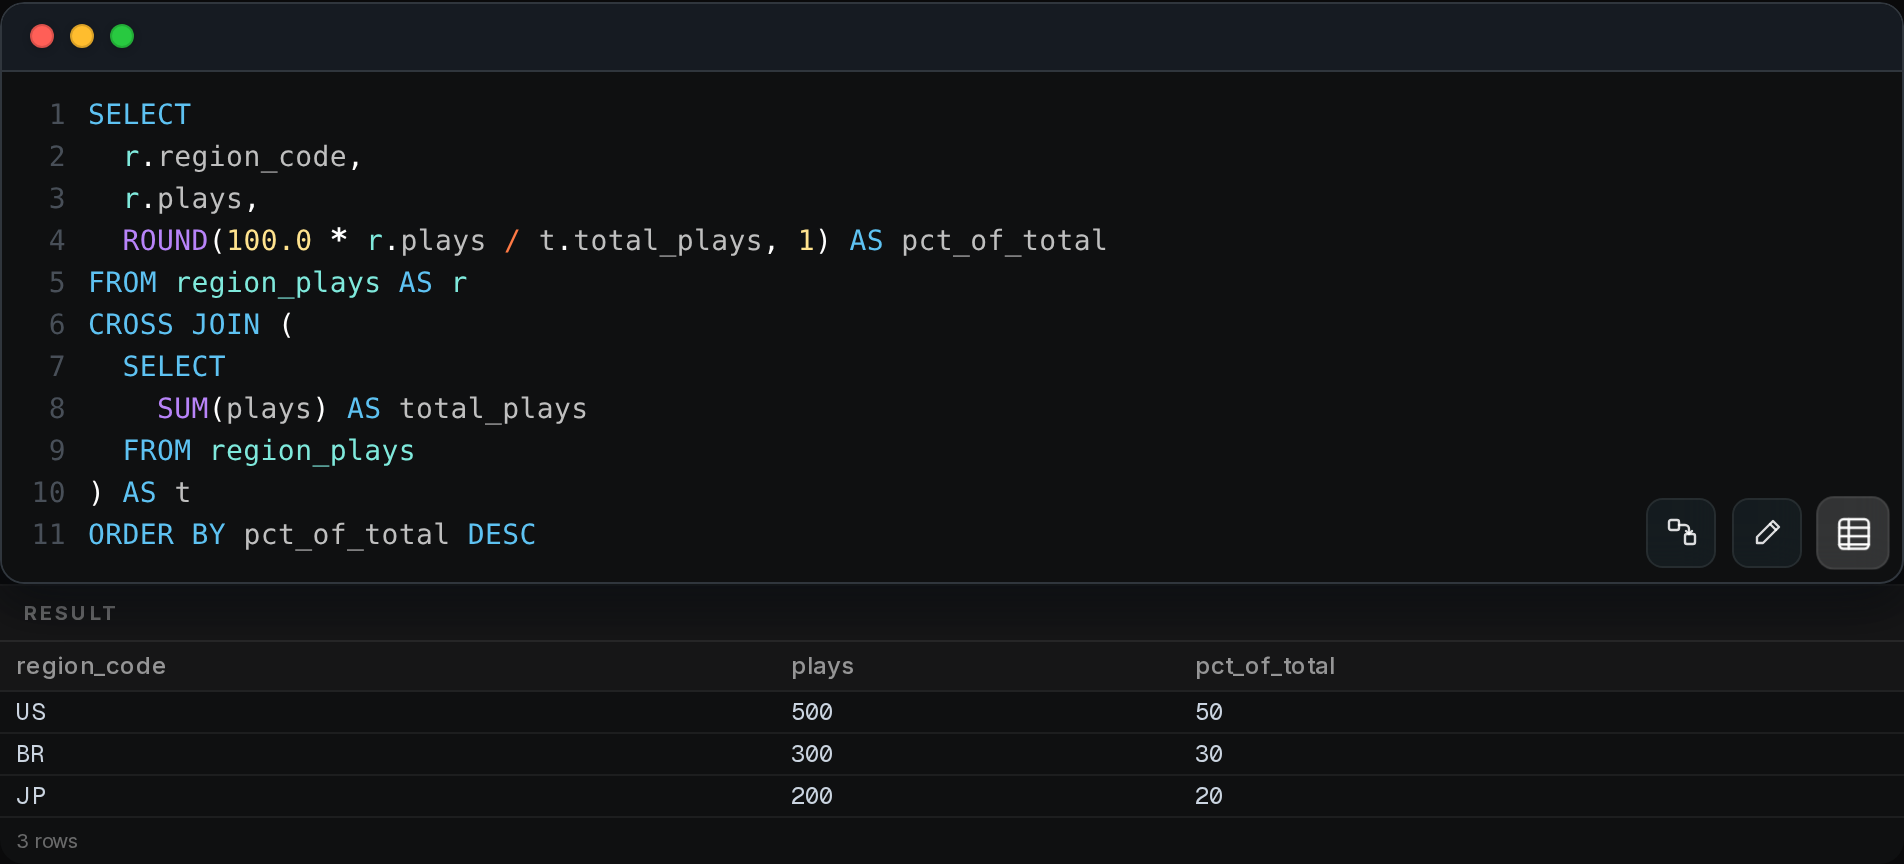 1 SELECT
2   r.region_code,
3   r.plays,
4   ROUND(100.0 * r.plays / t.total_plays, 1) AS pct_of_total
5 FROM region_plays AS r
6 CROSS JOIN (
7   SELECT
8     SUM(plays) AS total_plays
9   FROM region_plays
10 ) AS t
11 ORDER BY pct_of_total DESC
RESULT
region_code plays pct_of_total
US 500 50
BR 300 30
JP 200 20
3 rows